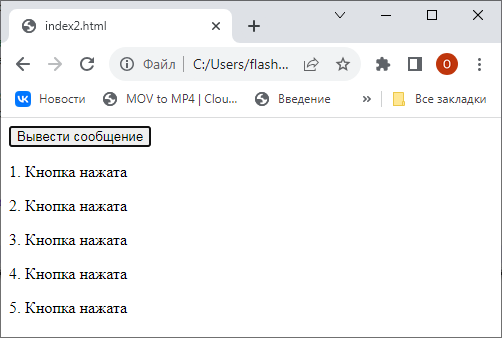 index2.html
Файл C:/Users/flash... О
Новости MOV to MP4 | Clou... Введение » Все закладки
Вывести сообщение
1. Кнопка нажата
2. Кнопка нажата
3. Кнопка нажата
4. Кнопка нажата
5. Кнопка нажата